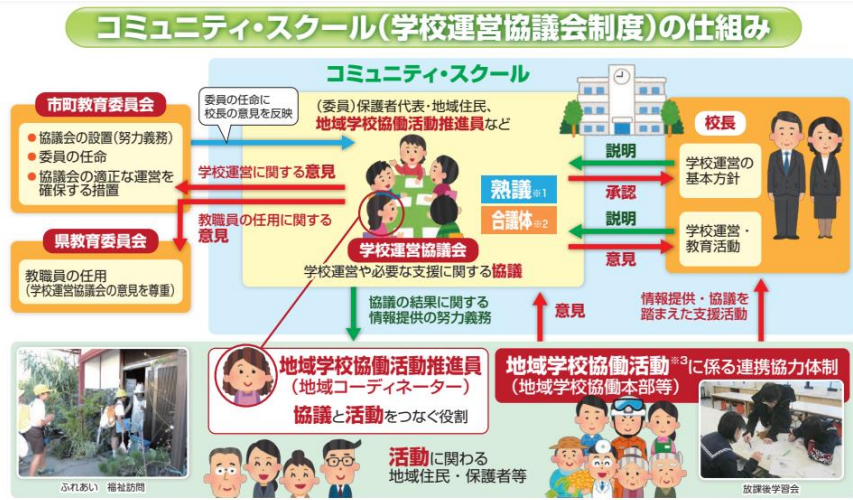 コミュニティ・スクール(学校運営協議会制度)の仕組み
コミュニティ・スクール
市町教育委員会
●協議会の設置(努力義務)
●委員の任命
●協議会の適正な運営を
確保する措置
委員の任命に
校長の意見を反映
(委員)保護者代表・地域住民、
地域学校協働活動推進員など
学校運営に関する意見
教職員の任用に関する
意見
県教育委員会
教職員の任用
(学校運営協議会の意見を尊重)
熟議※1
合議体※2
学校運営協議会
学校運営や必要な支援に関する協議
説明
承認
説明
意見
校長
学校運営の
基本方針
学校運営・
教育活動
協議の結果に関する
情報提供の努力義務
意見
情報提供・協議を
踏まえた支援活動
地域学校協働活動推進員
(地域コーディネーター)
協議と活動をつなぐ役割
地域学校協働活動※3に係る連携協力体制
(地域学校協働本部等)
活動に関わる
地域住民・保護者等
ふれあい 福祉訪問
放課後学習会